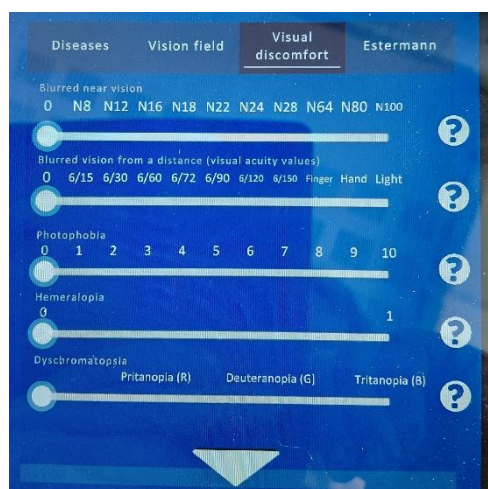 Diseases Vision field Visual discomfort Estermann
Blurred near vision
0 N8 N12 N16 N18 N22 N24 N28 N64 N80 N100
?
Blurred vision from a distance (visual acuity values)
0 6/15 6/30 6/60 6/72 6/90 6/120 6/150 Finger Hand Light
?
Photophobia
0 1 2 3 4 5 6 7 8 9 10
?
Hemeralopia
0 1
?
Dyschromatopsia
Pritanopia (R) Deuteranopia (G) Tritanopia (B)
?